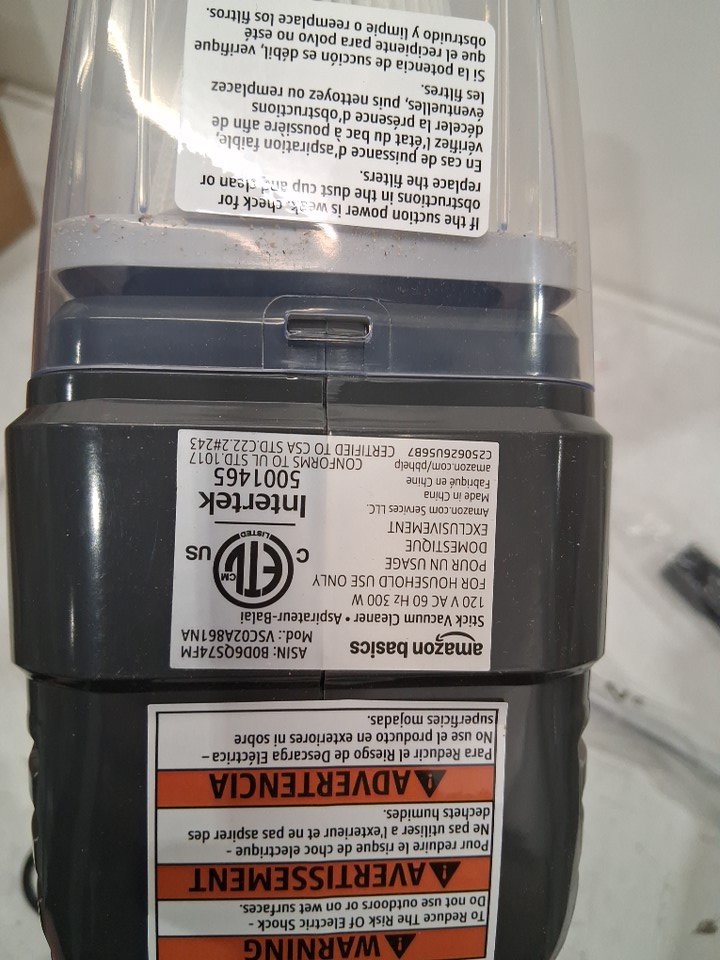 WARNING
To Reduce The Risk Of Electric Shock -
Do not use outdoors or on wet surfaces.
AVERTISSEMENT
Pour reduire le risque de choc electrique -
Ne pas utiliser a l'exterieur et ne pas aspirer des
dechets humides.
ADVERTENCIA
Para Reducir el Riesgo de Descarga Eléctrica –
No use el producto en exteriores ni sobre
superficies mojadas.
amazon basics
ASIN: B0D6QS74FM
Mod.: VSC02A861NA
Stick Vacuum Cleaner • Aspirateur-Balai
120 V AC 60 Hz 300 W
FOR HOUSEHOLD USE ONLY
POUR UN USAGE
DOMESTIQUE
EXCLUSIVEMENT
Amazon.com Services LLC.
Made in China
Fabriqué en Chine
amazon.com/pbhelp
C250626U56B7
CM
ETL
LISTED
C US
Intertek
5001465
CONFORMS TO UL STD.1017
CERTIFIED TO CSA STD.C22.2#243
If the suction power is weak, check for
obstructions in the dust cup and clean or
replace the filters.
En cas de puissance d'aspiration faible,
vérifiez l'état du bac à poussière afin de
déceler la présence d'obstructions
éventuelles, puis nettoyez ou remplacez
les filtres.
Si la potencia de succión es débil, verifique
que el recipiente para polvo no esté
obstruido y limpie o reemplace los filtros.